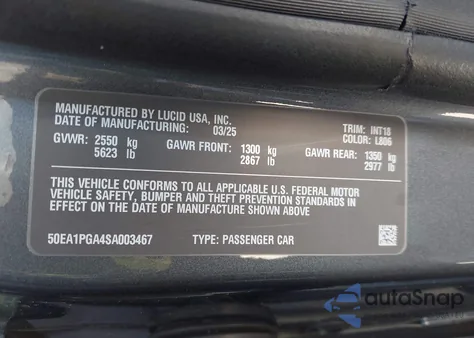 MANUFACTURED BY LUCID USA, INC.
DATE OF MANUFACTURING: 03/25 TRIM: INT18
COLOR: L806
GVWR: 2550 kg GAWR FRONT: 1300 kg GAWR REAR: 1350 kg
5623 lb 2867 lb 2977 lb
THIS VEHICLE CONFORMS TO ALL APPLICABLE U.S. FEDERAL MOTOR
VEHICLE SAFETY, BUMPER AND THEFT PREVENTION STANDARDS
IN EFFECT ON THE DATE OF MANUFACTURE SHOWN ABOVE
50EA1PGA4SA003467 TYPE: PASSENGER CAR
autoSnap